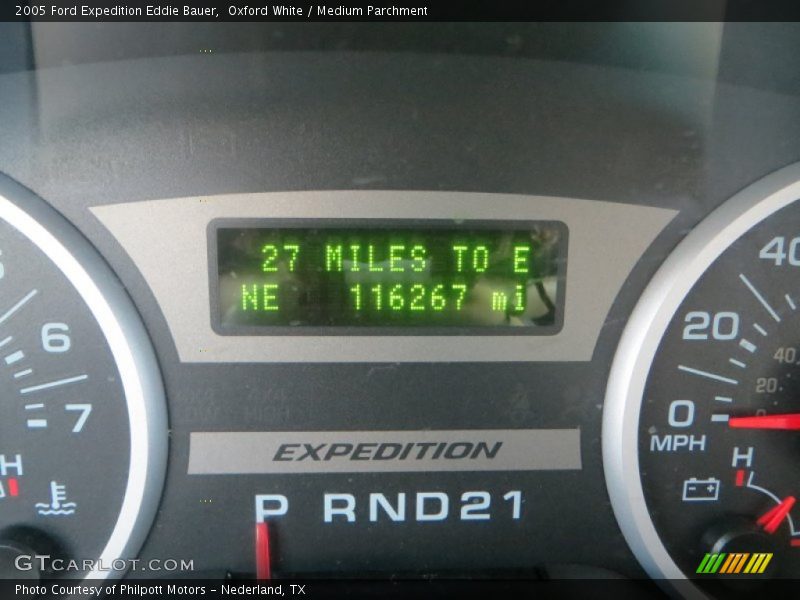 2005 Ford Expedition Eddie Bauer,  Oxford White / Medium Parchment
27 MILES TO E
NE 116267 mi
6
7
H
40
20
0
MPH
40
20
0
H
EXPEDITION
P RND21
GTCARLOT.COM
Photo Courtesy of Philpott Motors - Nederland, TX